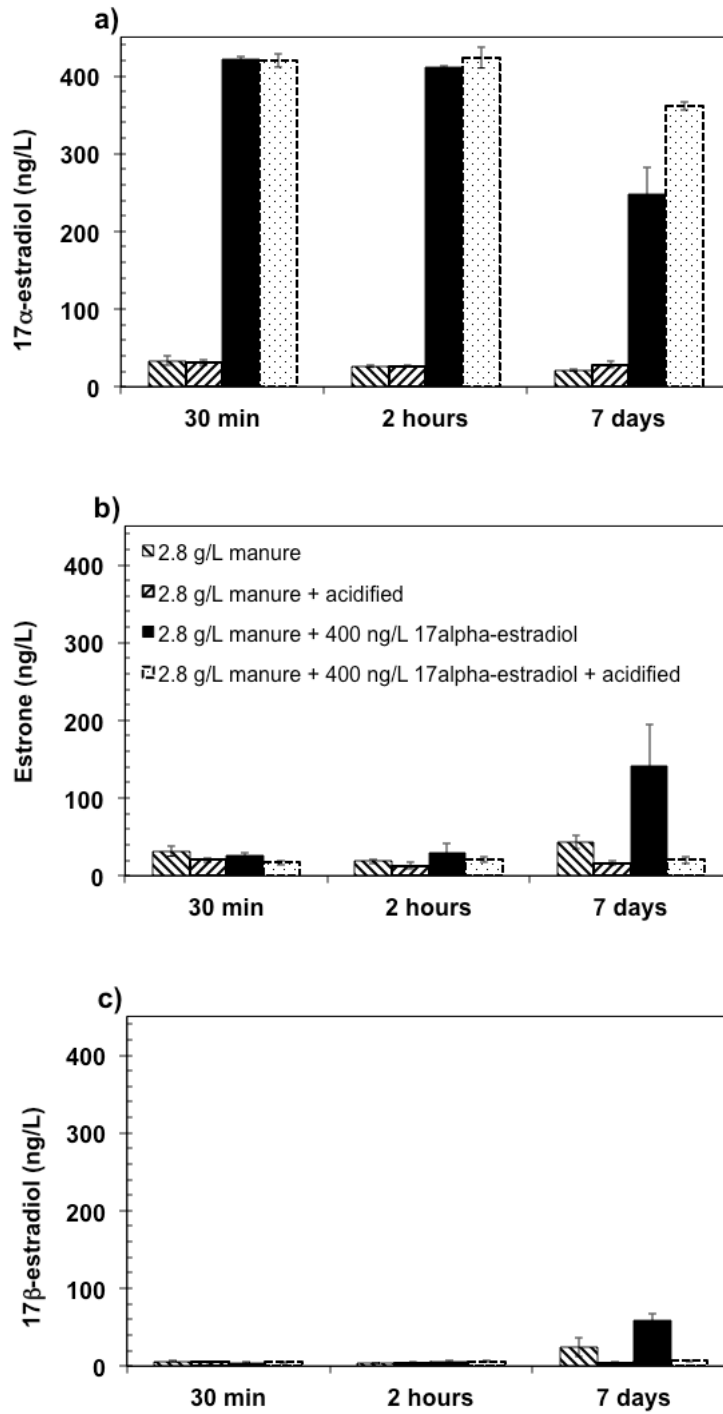 a)
400
300
200
100
0
17α-estradiol (ng/L)
30 min 2 hours 7 days
b)
400
300
200
100
0
Estrone (ng/L)
2.8 g/L manure
2.8 g/L manure + acidified
2.8 g/L manure + 400 ng/L 17alpha-estradiol
2.8 g/L manure + 400 ng/L 17alpha-estradiol + acidified
30 min 2 hours 7 days
c)
400
300
200
100
0
17β-estradiol (ng/L)
30 min 2 hours 7 days